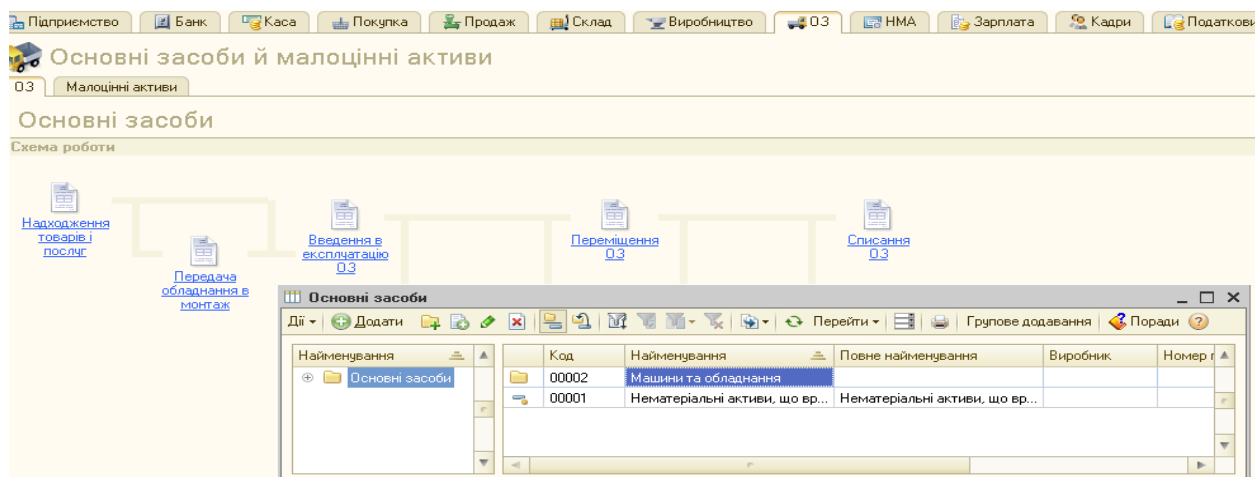 Підприємство Банк Каса Покупка Продаж Склад Виробництво ОЗ НМА Зарплата Кадри Податкові
Основні засоби й малоцінні активи
ОЗ Малоцінні активи
Основні засоби
Схема роботи
Надходження
товарів і
послуг
Передача
обладнання в
монтаж
Введення в
експлуатацію
ОЗ
Переміщення
ОЗ
Списання
ОЗ
Основні засоби
Дії Додати Перейти Групове додавання Поради
Найменування
Основні засоби
Код Найменування Повне найменування Виробник Номер п
00002 Машини та обладнання
00001 Нематеріальні активи, що вр... Нематеріальні активи, що вр...